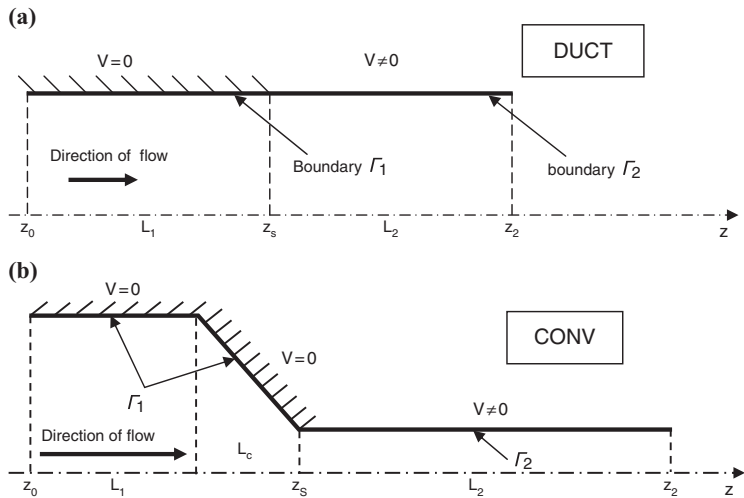 (a)
V=0
V≠0
DUCT
Direction of flow
Boundary Γ1
boundary Γ2
z0
L1
zs
L2
z2
z
(b)
V=0
CONV
V=0
Γ1
V≠0
Direction of flow
Lc
Γ2
z0
L1
zS
L2
z2
z